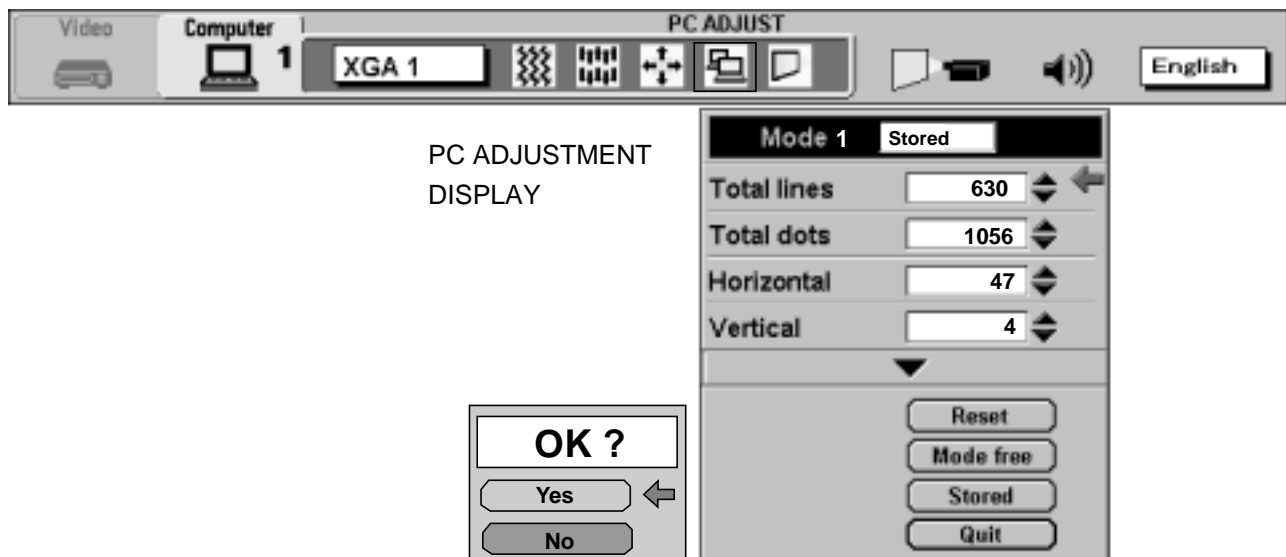 Video
Computer
1
PC ADJUST
XGA 1
English
PC ADJUSTMENT
DISPLAY
Mode 1 Stored
Total lines 630
Total dots 1056
Horizontal 47
Vertical 4
Reset
Mode free
Stored
Quit
OK ?
Yes
No